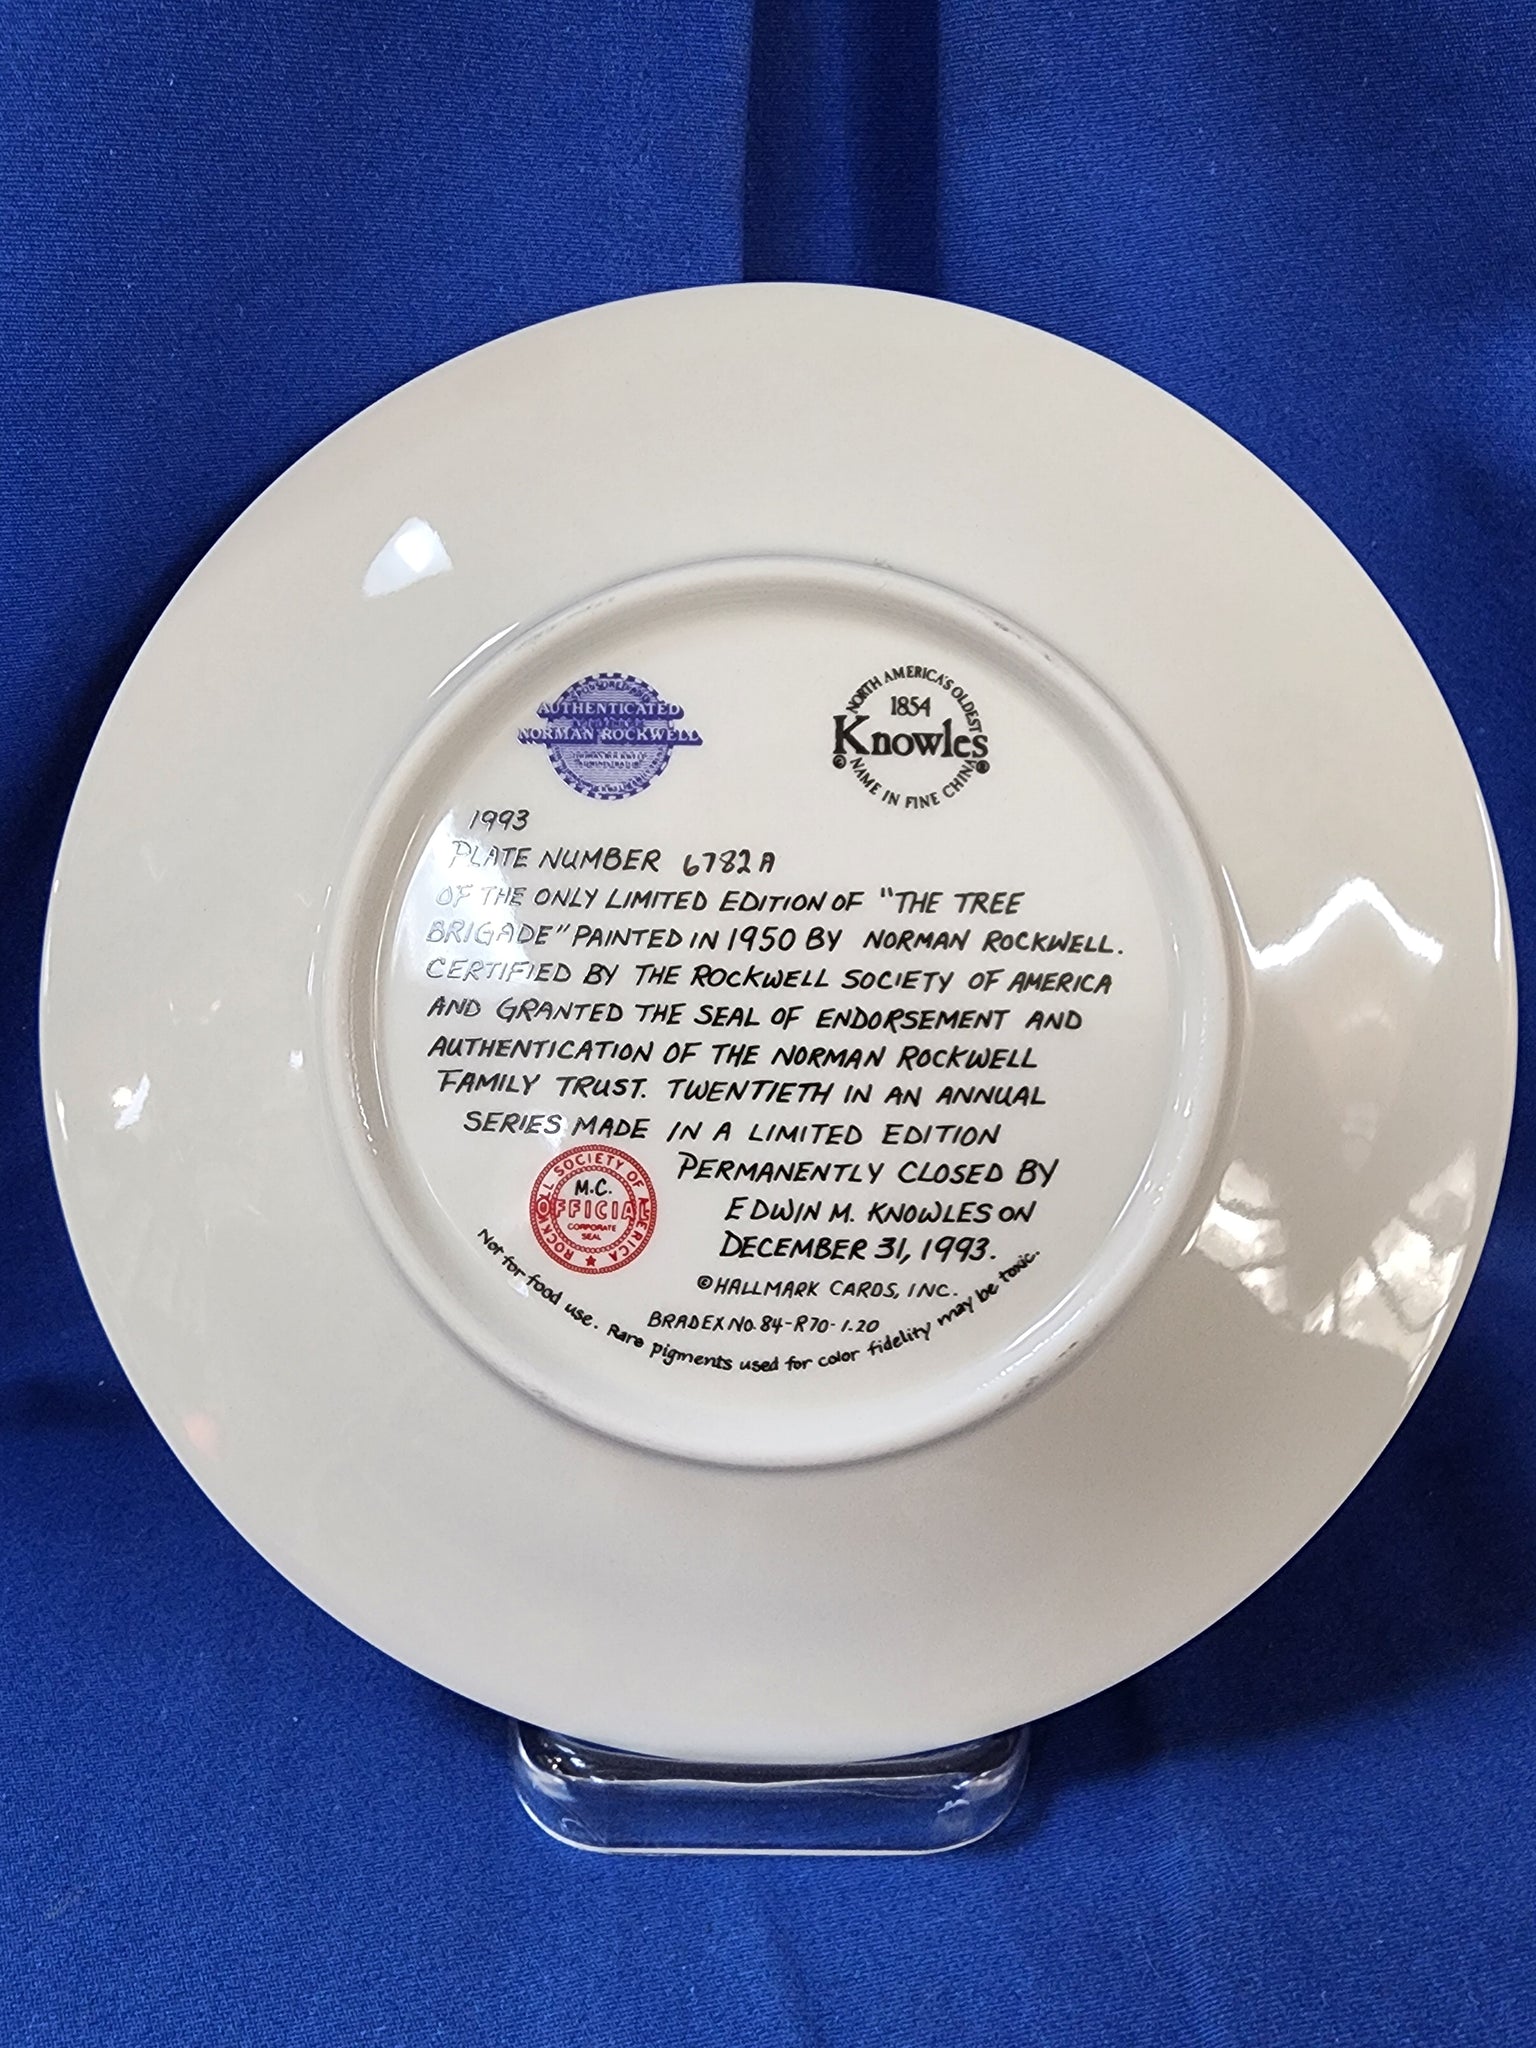 AUTHENTICATED
NORMAN ROCKWELL
NORTH AMERICA'S OLDEST
1854
Knowles
© ®
NAME IN FINE CHINA
1993
PLATE NUMBER 6782A
OF THE ONLY LIMITED EDITION OF "THE TREE
BRIGADE" PAINTED IN 1950 BY NORMAN ROCKWELL.
CERTIFIED BY THE ROCKWELL SOCIETY OF AMERICA
AND GRANTED THE SEAL OF ENDORSEMENT AND
AUTHENTICATION OF THE NORMAN ROCKWELL
FAMILY TRUST. TWENTIETH IN AN ANNUAL
SERIES MADE IN A LIMITED EDITION
PERMANENTLY CLOSED BY
EDWIN M. KNOWLES ON
DECEMBER 31, 1993.
ROCKWELL SOCIETY OF AMERICA
M.C.
OFFICIAL
CORPORATE
SEAL
©HALLMARK CARDS, INC.
BRADEX NO. 84-R70-1.20
Not for food use. Rare pigments used for color fidelity may be toxic.